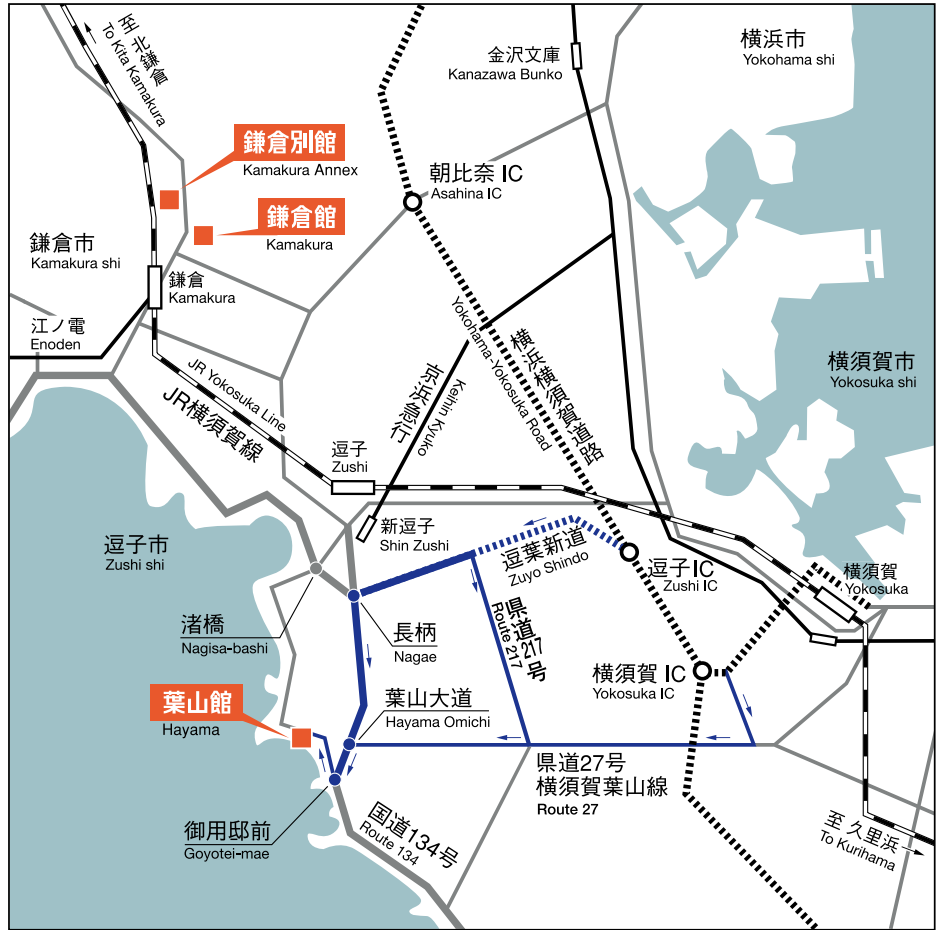 至 北鎌倉
To Kita Kamakura
金沢文庫
Kanazawa Bunko
横浜市
Yokohama shi
鎌倉別館
Kamakura Annex
朝比奈 IC
Asahina IC
鎌倉館
Kamakura
鎌倉市
Kamakura shi
鎌倉
Kamakura
江ノ電
Enoden
JR Yokosuka Line
JR横須賀線
京浜急行
Keihin Kyuko
横浜横須賀道路
Yokohama-Yokosuka Road
横須賀市
Yokosuka shi
逗子
Zushi
新逗子
Shin Zushi
逗子市
Zushi shi
逗葉新道
Zuyo Shindo
逗子IC
Zushi IC
横須賀
Yokosuka
渚橋
Nagisa-bashi
長柄
Nagae
県道217号
Route 217
横須賀 IC
Yokosuka IC
葉山館
Hayama
葉山大道
Hayama Omichi
県道27号
横須賀葉山線
Route 27
御用邸前
Goyotei-mae
国道134号
Route 134
至 久里浜
To Kurihama